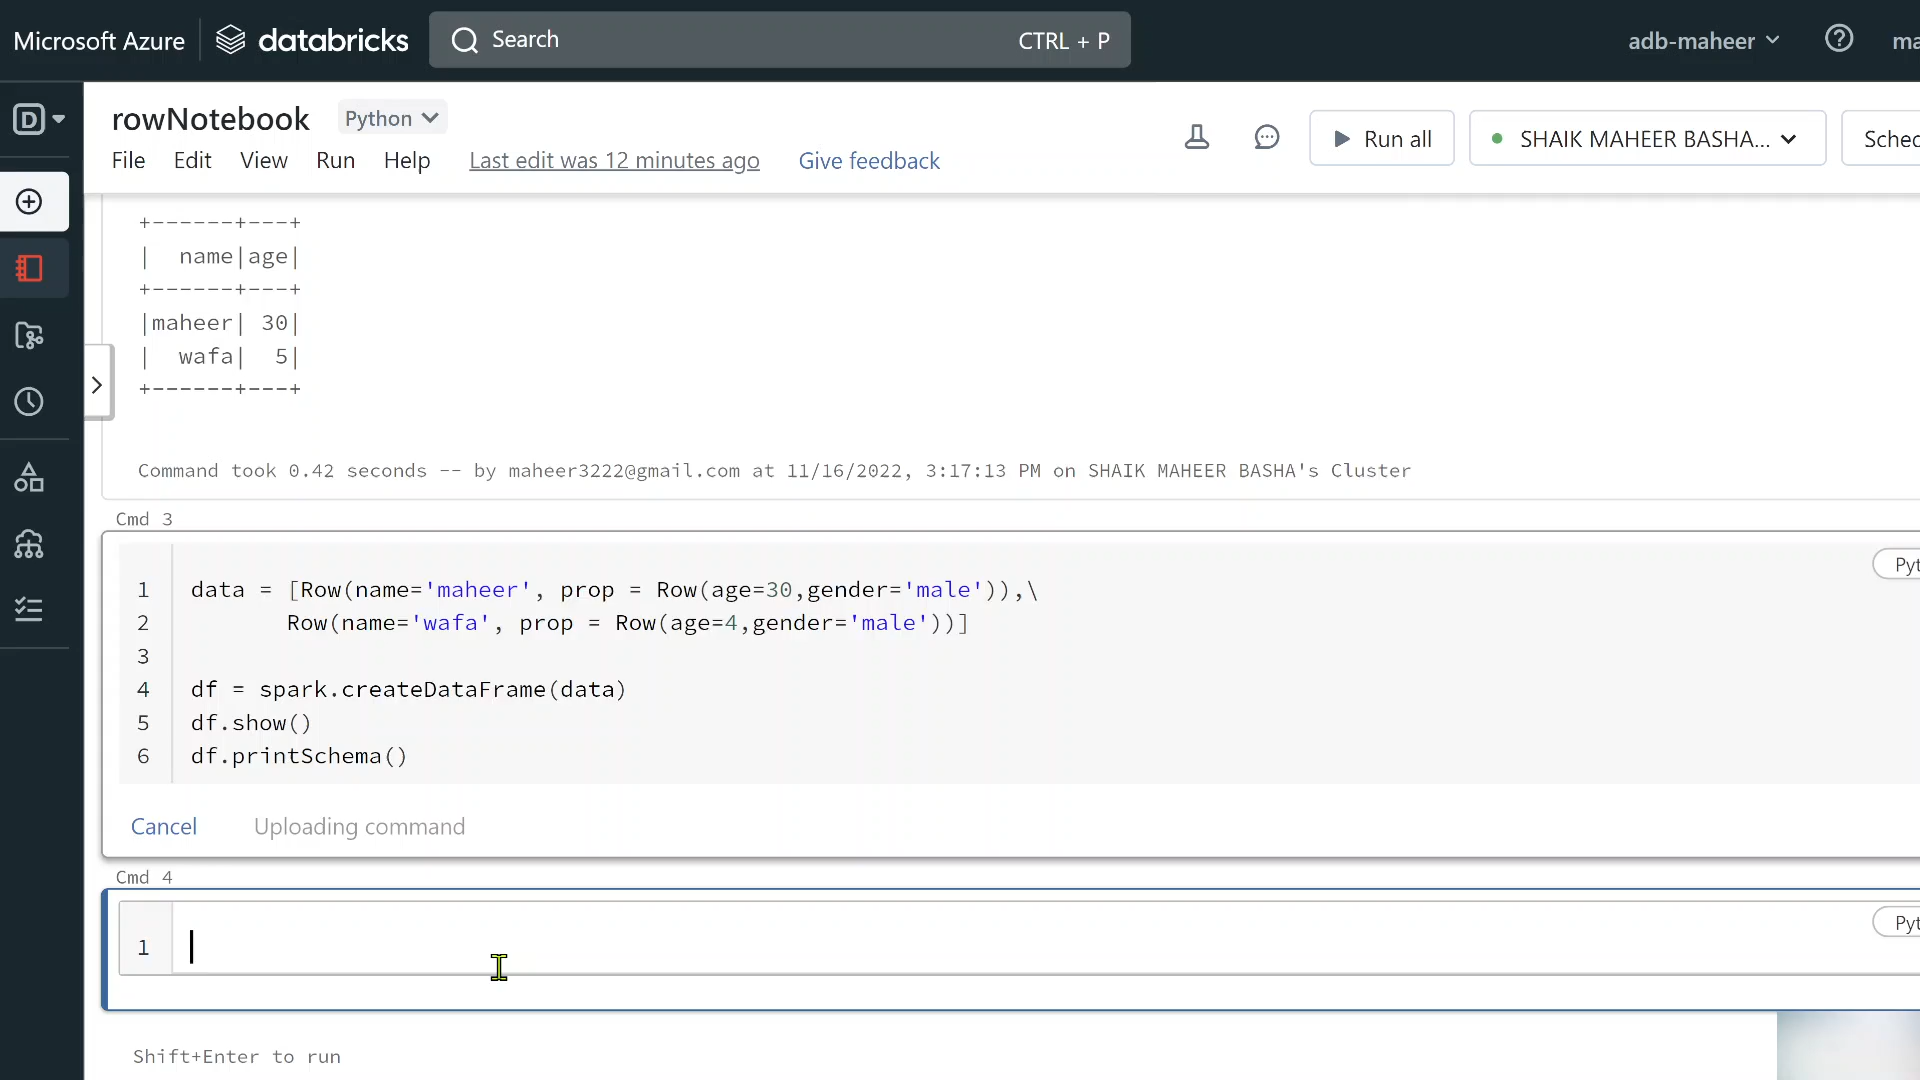 Microsoft Azure databricks Search CTRL + P adb-maheer ma
D rowNotebook Python
File Edit View Run Help Last edit was 12 minutes ago Give feedback Run all SHAIK MAHEER BASHA... Sched
+------+---+
|  name|age|
+------+---+
|maheer| 30|
|  wafa|  5|
+------+---+
Command took 0.42 seconds -- by maheer3222@gmail.com at 11/16/2022, 3:17:13 PM on SHAIK MAHEER BASHA's Cluster
Cmd 3
Pyt
1 data = [Row(name='maheer', prop = Row(age=30,gender='male')),\
2        Row(name='wafa', prop = Row(age=4,gender='male'))]
3
4 df = spark.createDataFrame(data)
5 df.show()
6 df.printSchema()
Cancel Uploading command
Cmd 4
Pyt
1
Shift+Enter to run